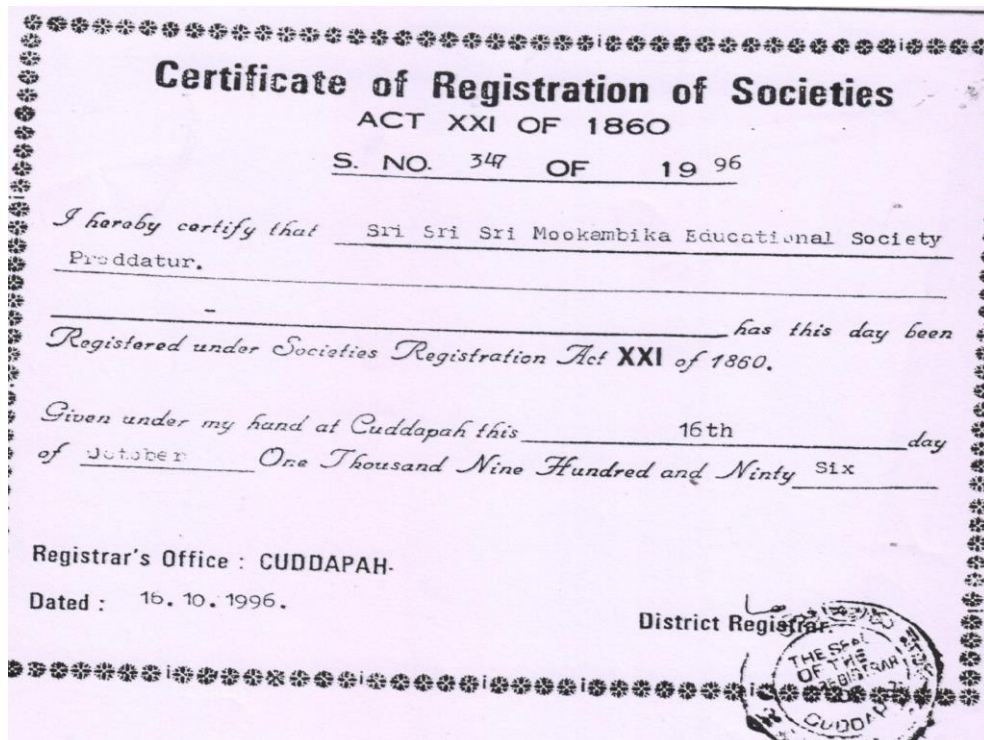 Certificate of Registration of Societies
ACT XXI OF 1860
S. NO. 347 OF 1996
I hereby certify that Sri Sri Sri Mookambika Educational Society
Proddatur.
-
has this day been
Registered under Societies Registration Act XXI of 1860.
Given under my hand at Cuddapah this 16th day
of October One Thousand Nine Hundred and Ninty Six
Registrar's Office : CUDDAPAH-
Dated : 16.10.1996.
District Registrar
THE SEAL
OF THE
REGISTRAR
CUDDAPAH